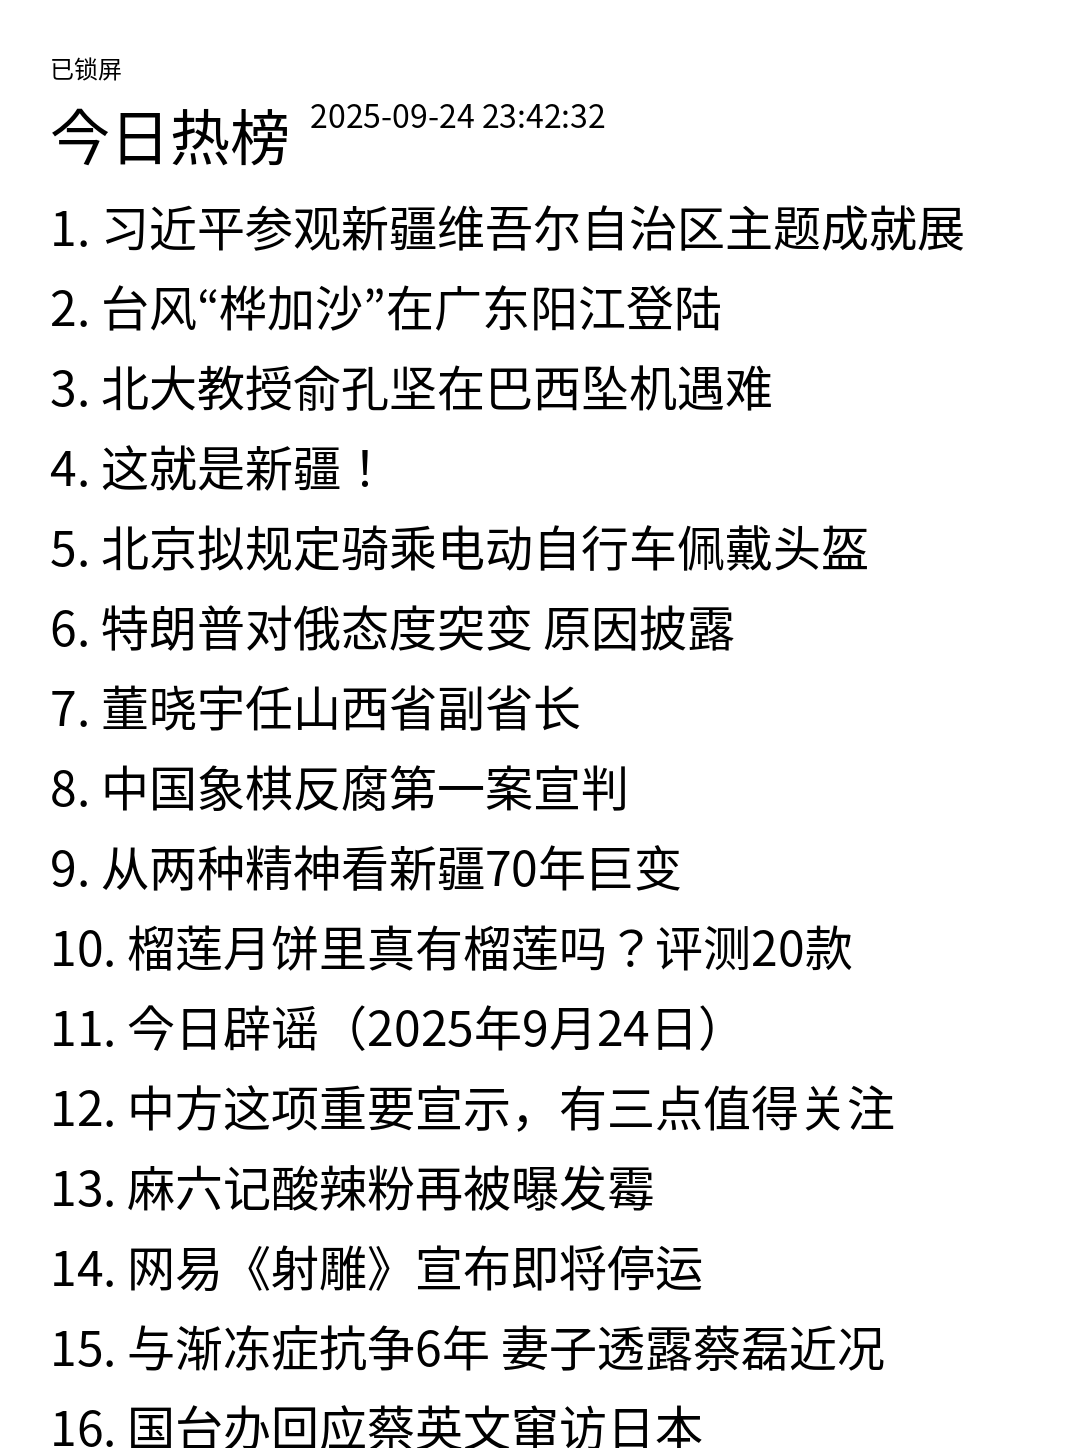 已锁屏
今日热榜 2025-09-24 23:42:32
1. 习近平参观新疆维吾尔自治区主题成就展
2. 台风“桦加沙”在广东阳江登陆
3. 北大教授俞孔坚在巴西坠机遇难
4. 这就是新疆！
5. 北京拟规定骑乘电动自行车佩戴头盔
6. 特朗普对俄态度突变 原因披露
7. 董晓宇任山西省副省长
8. 中国象棋反腐第一案宣判
9. 从两种精神看新疆70年巨变
10. 榴莲月饼里真有榴莲吗？评测20款
11. 今日辟谣（2025年9月24日）
12. 中方这项重要宣示，有三点值得关注
13. 麻六记酸辣粉再被曝发霉
14. 网易《射雕》宣布即将停运
15. 与渐冻症抗争6年 妻子透露蔡磊近况
16. 国台办回应蔡英文窜访日本